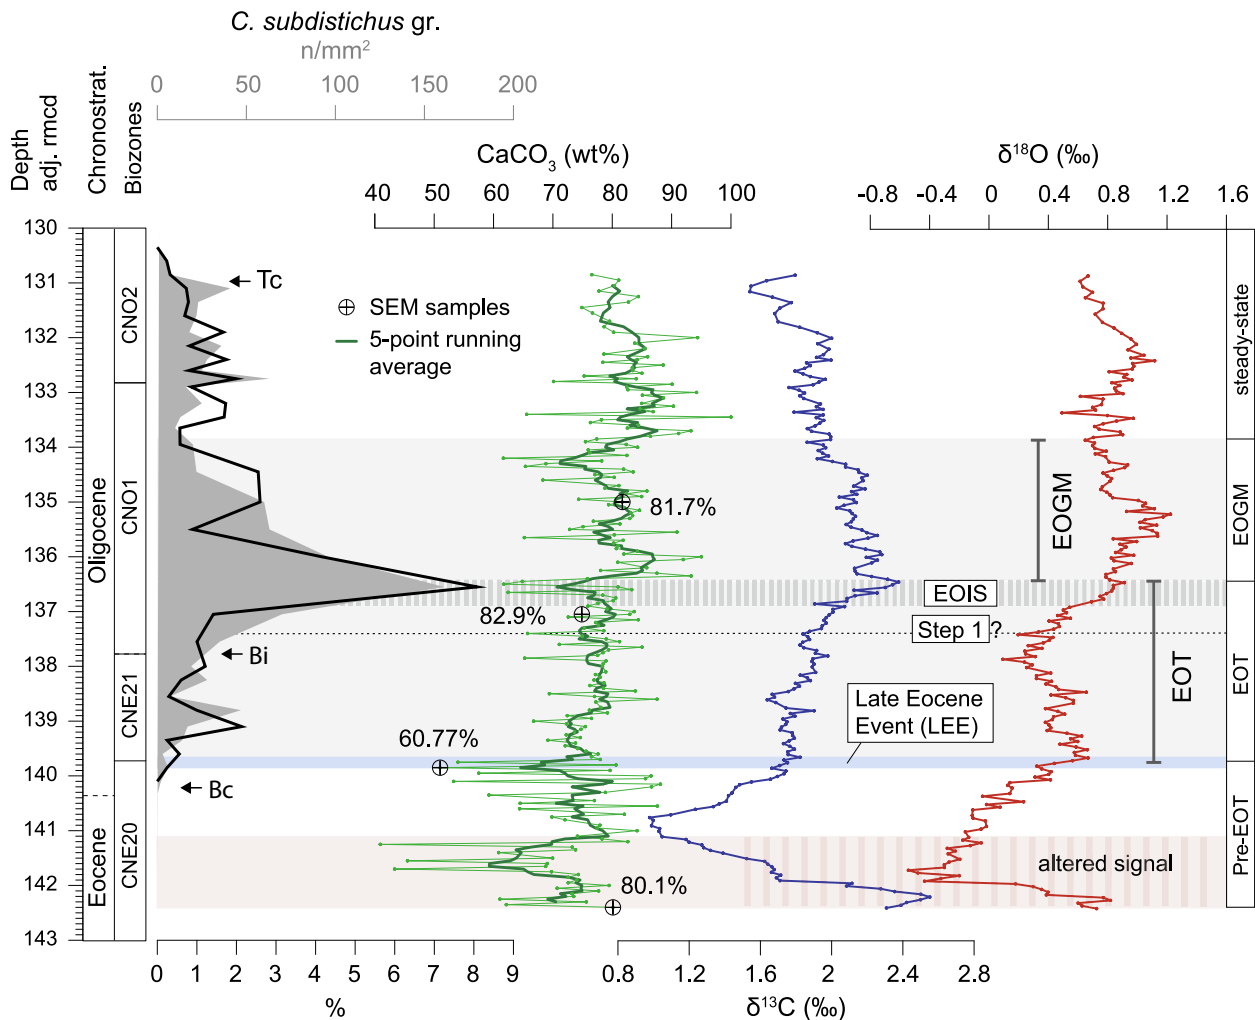 C. subdistichus gr.
n/mm2
0 50 100 150 200
CaCO3 (wt%)
40 50 60 70 80 90 100
δ18O (‰)
-0.8 -0.4 0 0.4 0.8 1.2 1.6
Depth
adj. rmcd
Chronostrat.
Biozones
130
131
132
133
134
135
136
137
138
139
140
141
142
143
Oligocene
Eocene
CNO2
CNO1
CNE21
CNE20
Tc
Bi
Bc
SEM samples
5-point running
average
81.7%
82.9%
60.77%
80.1%
EOIS
Step 1 ?
Late Eocene
Event (LEE)
altered signal
EOGM
EOT
steady-state
EOGM
EOT
Pre-EOT
0 1 2 3 4 5 6 7 8 9
%
0.8 1.2 1.6 2 2.4 2.8
δ13C (‰)